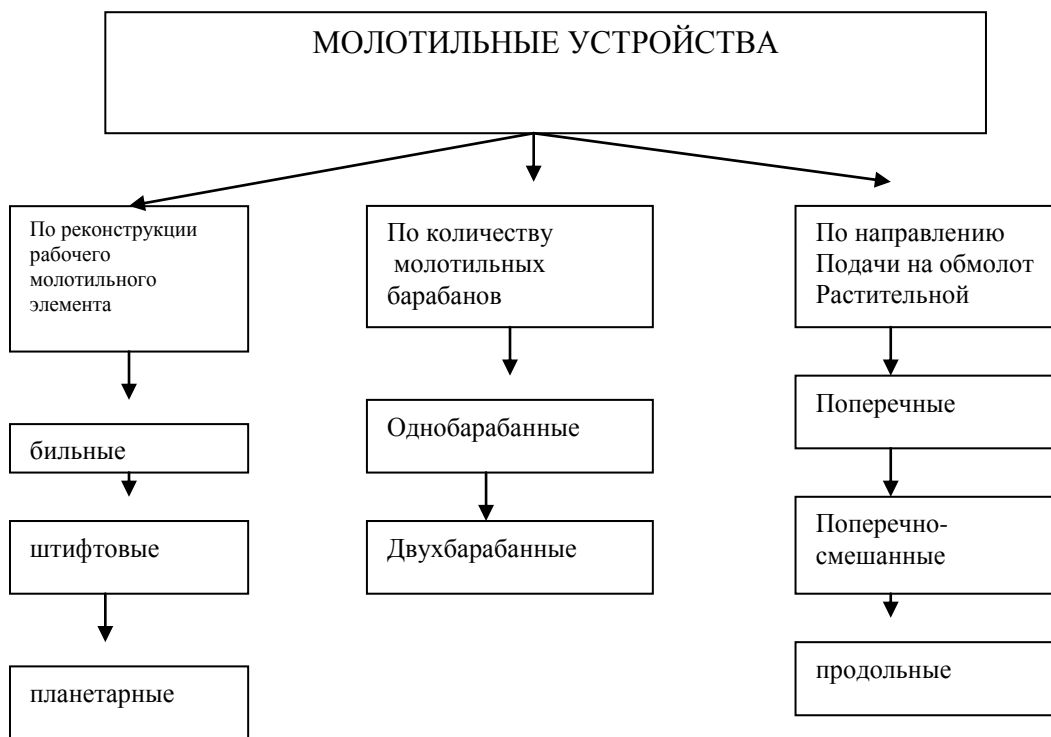 МОЛОТИЛЬНЫЕ УСТРОЙСТВА
По реконструкции
рабочего
молотильного
элемента
бильные
штифтовые
планетарные
По количеству
молотильных
барабанов
Однобарабанные
Двухбарабанные
По направлению
Подачи на обмолот
Растительной
Поперечные
Поперечно-
смешанные
продольные